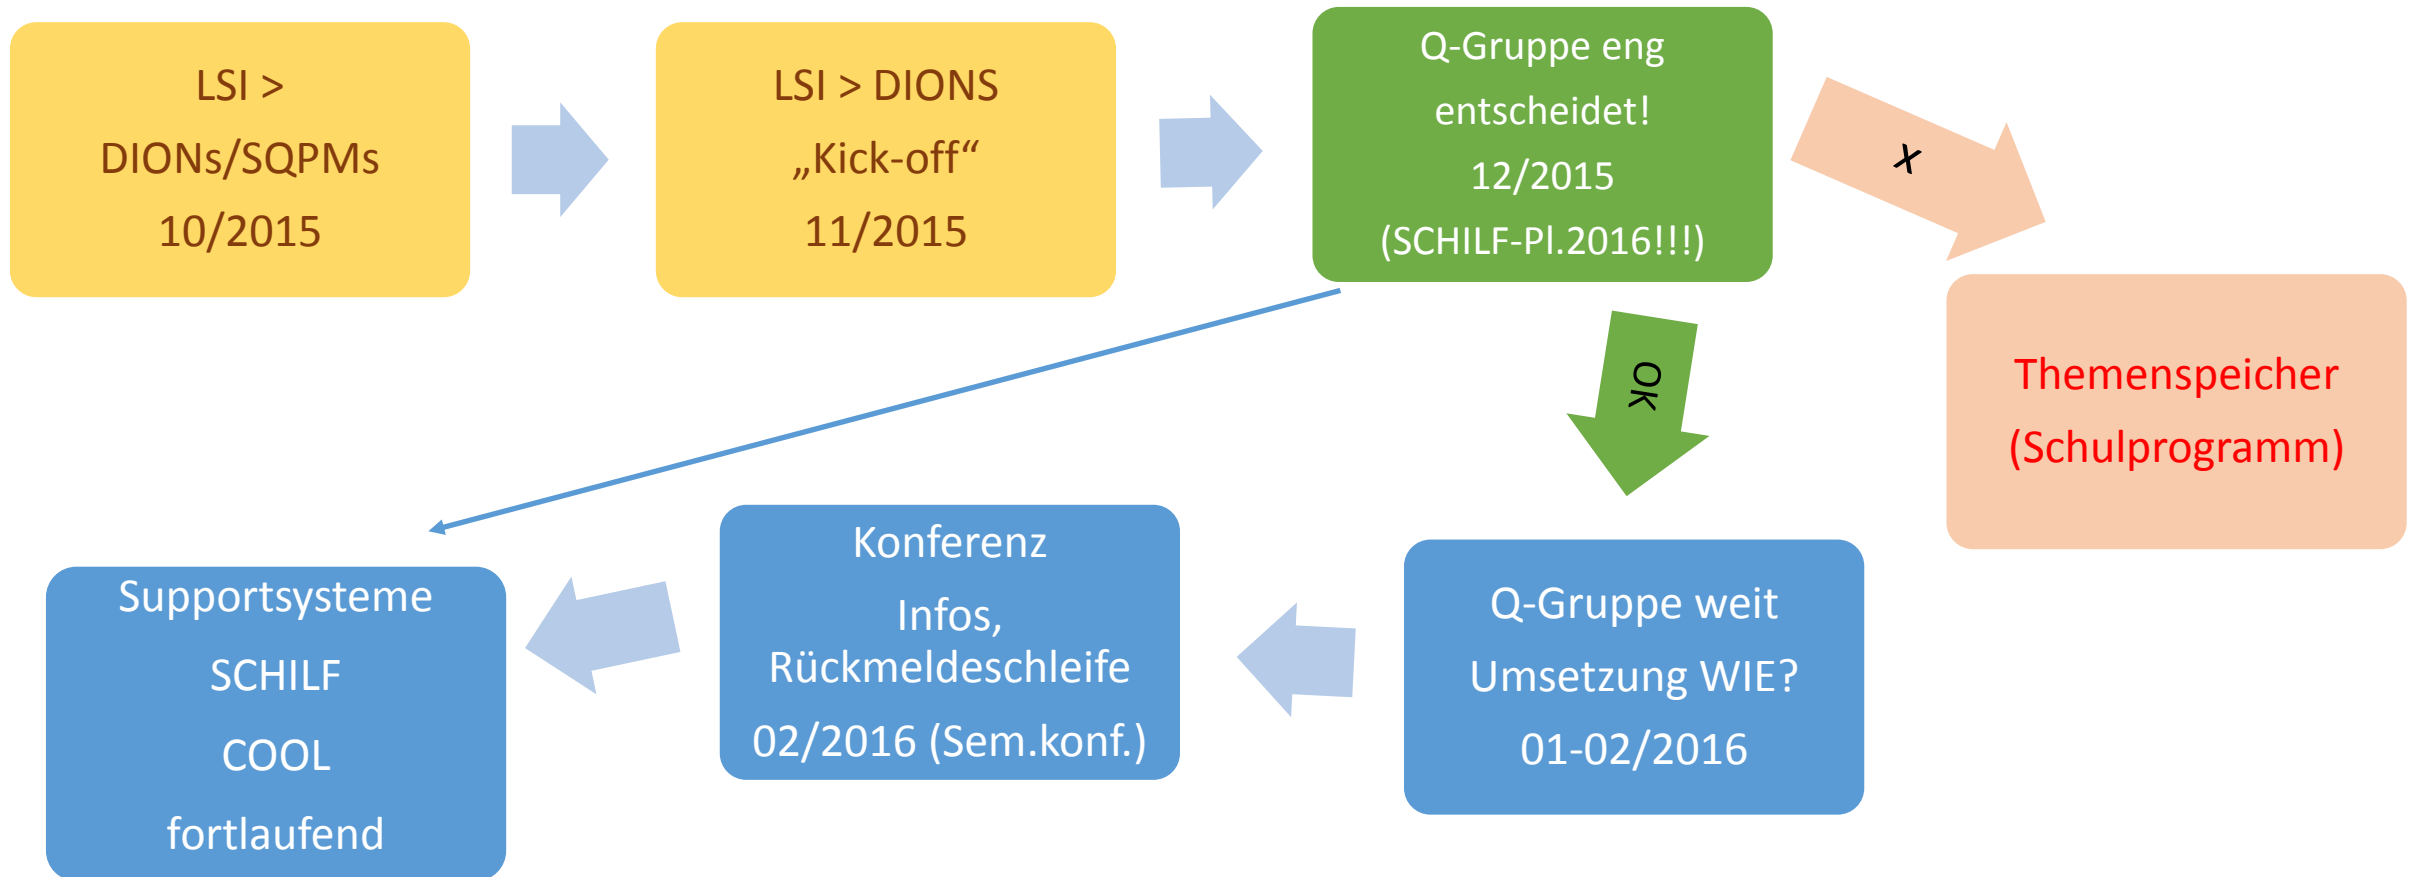 LSI >
DIONs/SQPMs
10/2015
LSI > DIONS
„Kick-off“
11/2015
Q-Gruppe eng
entscheidet!
12/2015
(SCHILF-Pl.2016!!!)
X
OK
Themenspeicher
(Schulprogramm)
Q-Gruppe weit
Umsetzung WIE?
01-02/2016
Konferenz
Infos,
Rückmeldeschleife
02/2016 (Sem.konf.)
Supportsysteme
SCHILF
COOL
fortlaufend